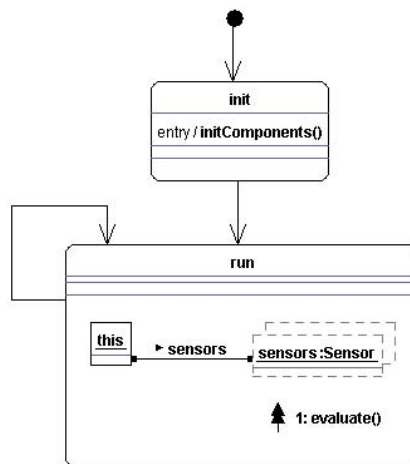 init
entry / initComponents()
run
this
sensors
sensors :Sensor
1: evaluate()